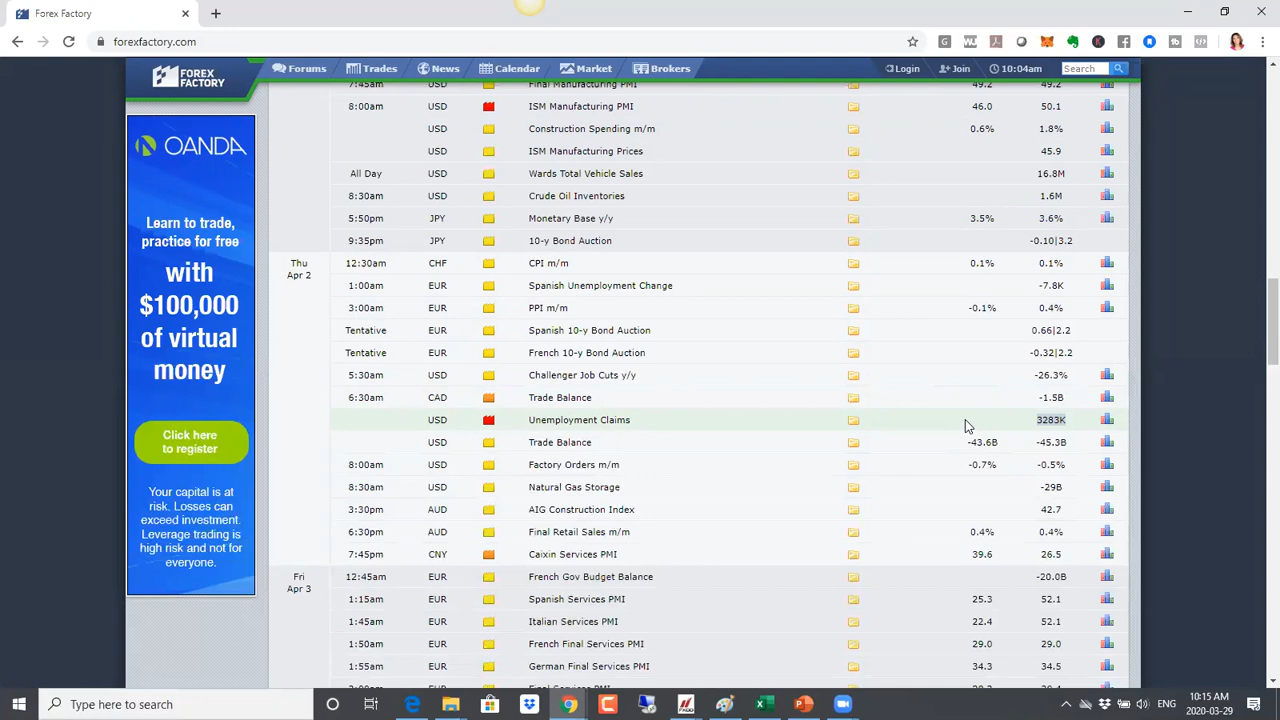 Forex Factory
forexfactory.com
FOREX FACTORY
Forums Trades News Calendar Market Brokers Login Join 10:04am Search
7:45am USD Final Manufacturing PMI 49.2 49.2
8:00am USD ISM Manufacturing PMI 46.0 50.1
USD Construction Spending m/m 0.6% 1.8%
USD ISM Manufacturing Prices 45.9
All Day USD Wards Total Vehicle Sales 16.8M
8:30am USD Crude Oil Inventories 1.6M
5:50pm JPY Monetary Base y/y 3.5% 3.6%
9:35pm JPY 10-y Bond Auction -0.10|3.2
Thu Apr 2 12:30am CHF CPI m/m 0.1% 0.1%
1:00am EUR Spanish Unemployment Change -7.8K
3:00am EUR PPI m/m -0.1% 0.4%
Tentative EUR Spanish 10-y Bond Auction 0.66|2.2
Tentative EUR French 10-y Bond Auction -0.32|2.2
5:30am USD Challenger Job Cuts y/y -26.3%
6:30am CAD Trade Balance -1.5B
USD Unemployment Claims 3283K
USD Trade Balance -43.6B -45.3B
8:00am USD Factory Orders m/m -0.7% -0.5%
8:30am USD Natural Gas Storage -29B
3:30pm AUD AIG Construction Index 42.7
6:30pm AUD Final Retail Sales m/m 0.4% 0.4%
7:45pm CNY Caixin Services PMI 39.6 26.5
Fri Apr 3 12:45am EUR French Gov Budget Balance -20.0B
1:15am EUR Spanish Services PMI 25.3 52.1
1:45am EUR Italian Services PMI 22.4 52.1
1:50am EUR French Final Services PMI 29.0 29.0
1:55am EUR German Final Services PMI 34.3 34.5
OANDA
Learn to trade,
practice for free
with
$100,000
of virtual
money
Click here
to register
Your capital is at
risk. Losses can
exceed investment.
Leverage trading is
high risk and not for
everyone.
Type here to search
ENG
10:15 AM
2020-03-29